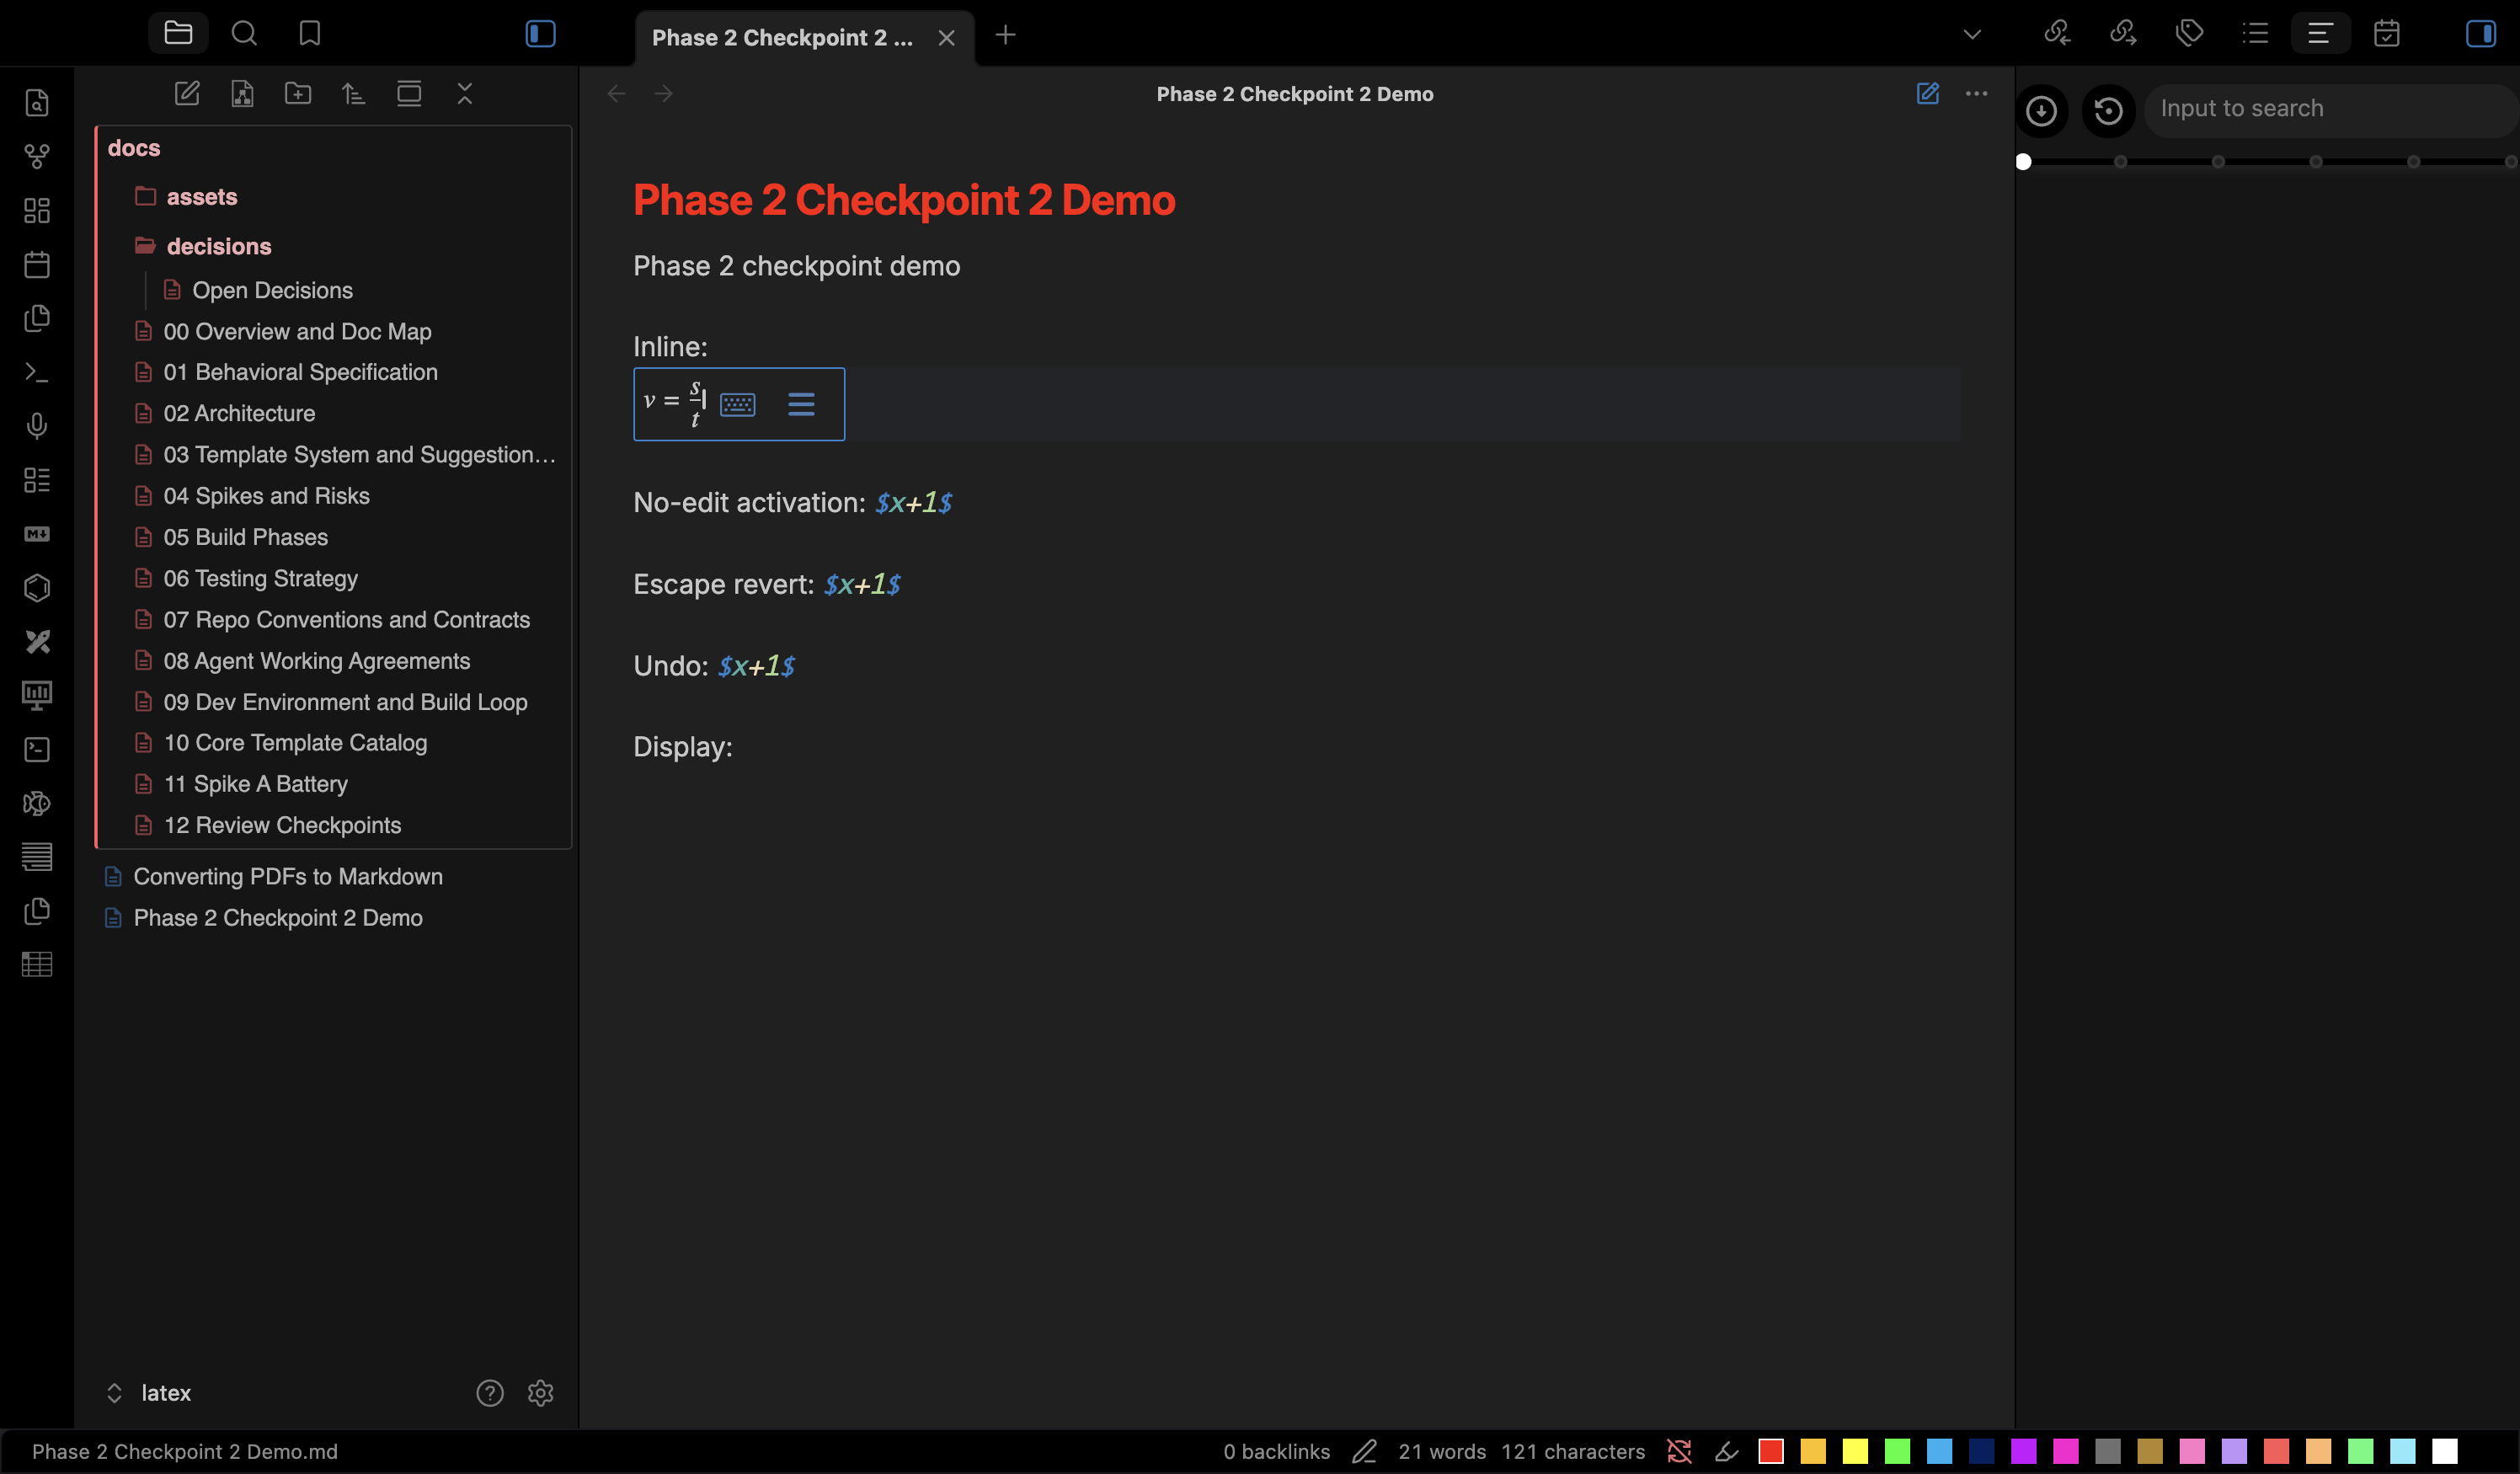 Phase 2 Checkpoint 2 ...
Input to search
docs
assets
decisions
Open Decisions
00 Overview and Doc Map
01 Behavioral Specification
02 Architecture
03 Template System and Suggestion...
04 Spikes and Risks
05 Build Phases
06 Testing Strategy
07 Repo Conventions and Contracts
08 Agent Working Agreements
09 Dev Environment and Build Loop
10 Core Template Catalog
11 Spike A Battery
12 Review Checkpoints
Converting PDFs to Markdown
Phase 2 Checkpoint 2 Demo
latex
Phase 2 Checkpoint 2 Demo
Phase 2 Checkpoint 2 Demo
Phase 2 checkpoint demo
Inline:
v = s/t
No-edit activation: $x+1$
Escape revert: $x+1$
Undo: $x+1$
Display:
Phase 2 Checkpoint 2 Demo.md
0 backlinks
21 words
121 characters